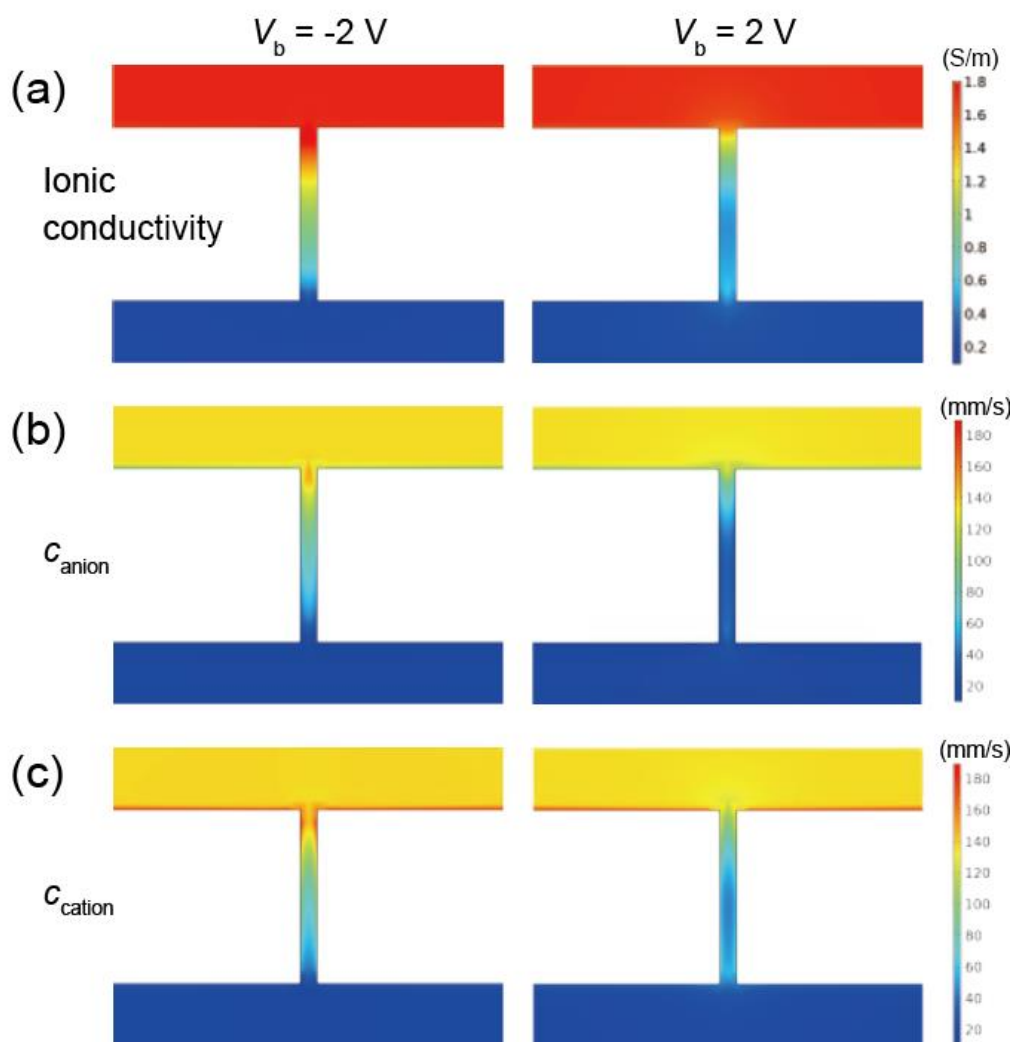 V_b = -2 V
V_b = 2 V
(a)
(S/m)
1.8
1.6
1.4
1.2
1
0.8
0.6
0.4
0.2
Ionic
conductivity
(b)
(mm/s)
180
160
140
120
100
80
60
40
20
c_anion
(c)
(mm/s)
180
160
140
120
100
80
60
40
20
c_cation